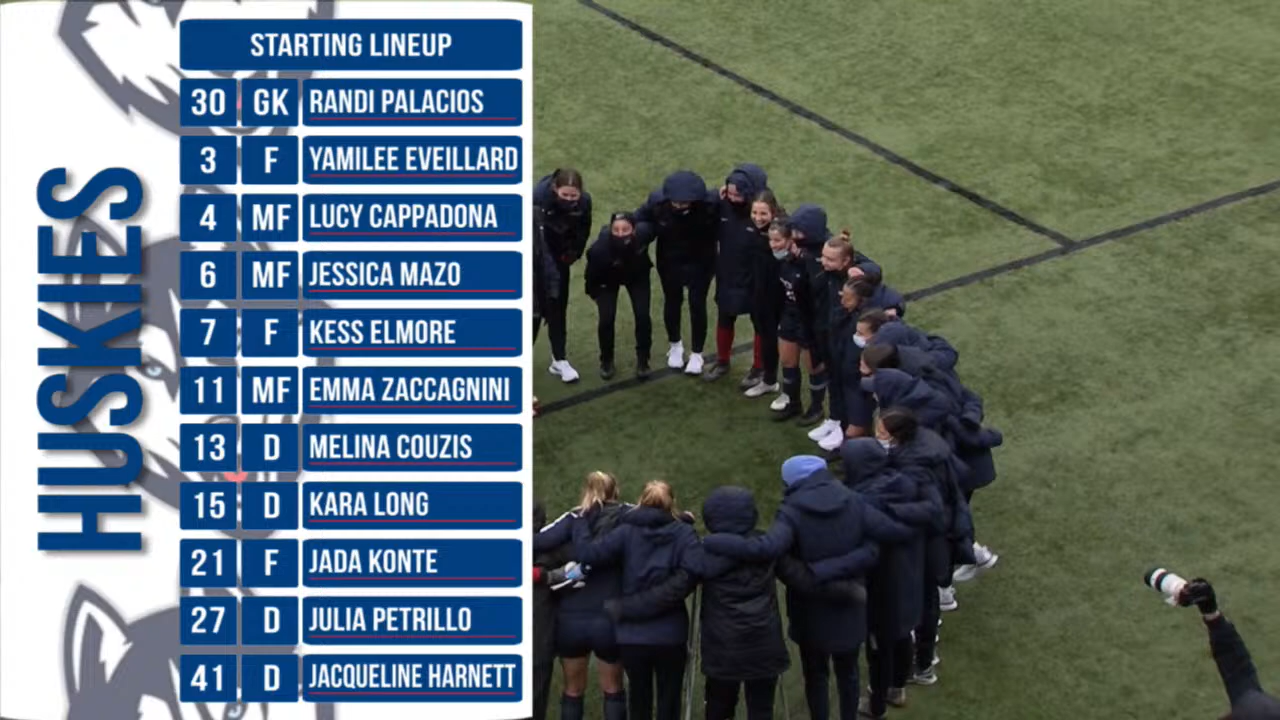 HUSKIES
STARTING LINEUP
30 GK RANDI PALACIOS
3 F YAMILEE EVEILLARD
4 MF LUCY CAPPADONA
6 MF JESSICA MAZO
7 F KESS ELMORE
11 MF EMMA ZACCAGNINI
13 D MELINA COUZIS
15 D KARA LONG
21 F JADA KONTE
27 D JULIA PETRILLO
41 D JACQUELINE HARNETT